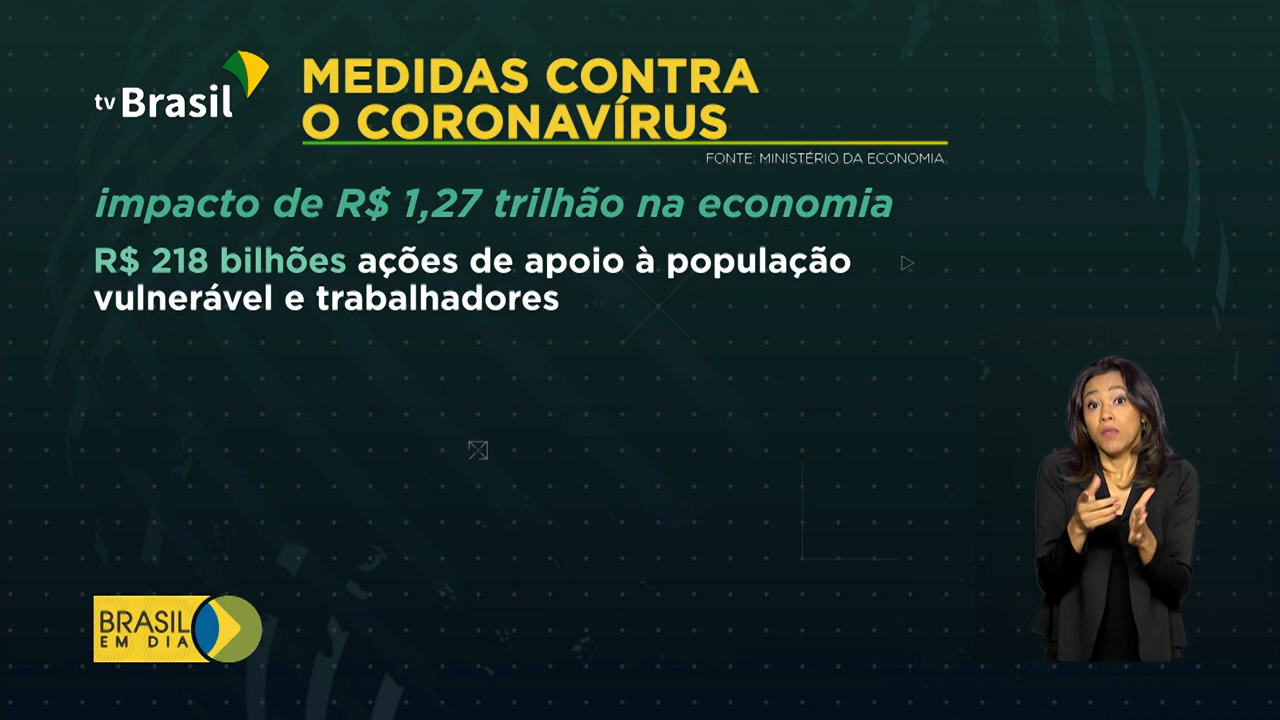 tv Brasil
MEDIDAS CONTRA
O CORONAVÍRUS
FONTE: MINISTÉRIO DA ECONOMIA
impacto de R$ 1,27 trilhão na economia
R$ 218 bilhões ações de apoio à população
vulnerável e trabalhadores
BRASIL
EM DIA